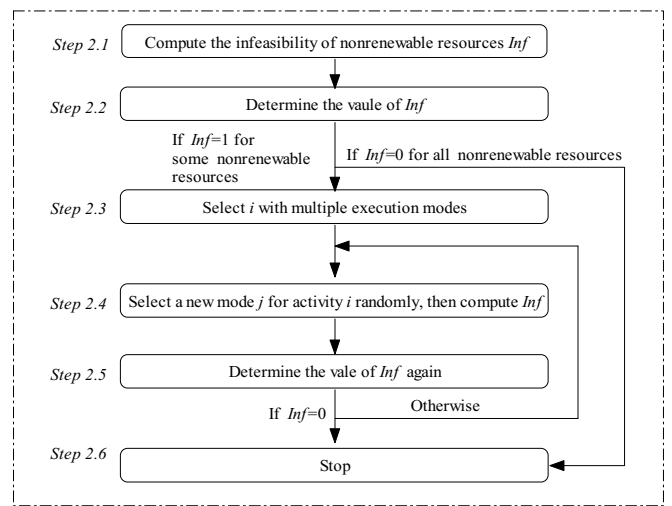 Step 2.1 Compute the infeasibility of nonrenewable resources Inf
Step 2.2 Determine the vaule of Inf
If Inf=1 for
some nonrenewable
resources
If Inf=0 for all nonrenewable resources
Step 2.3 Select i with multiple execution modes
Step 2.4 Select a new mode j for activity i randomly, then compute Inf
Step 2.5 Determine the vale of Inf again
If Inf=0
Otherwise
Step 2.6 Stop